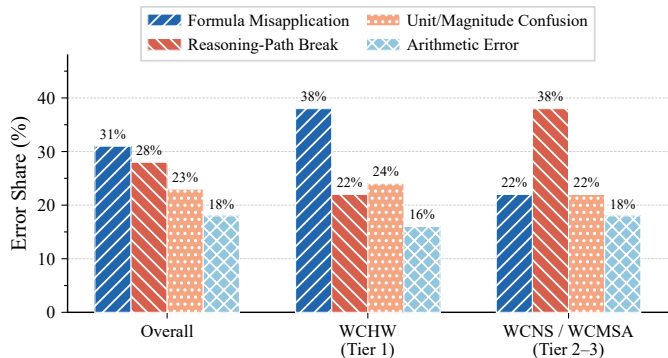 Formula Misapplication
Unit/Magnitude Confusion
Reasoning-Path Break
Arithmetic Error
Error Share (%)
40
30
20
10
0
31%
28%
23%
18%
38%
22%
24%
16%
22%
38%
22%
18%
Overall
WCHW
(Tier 1)
WCNS / WCMSA
(Tier 2–3)